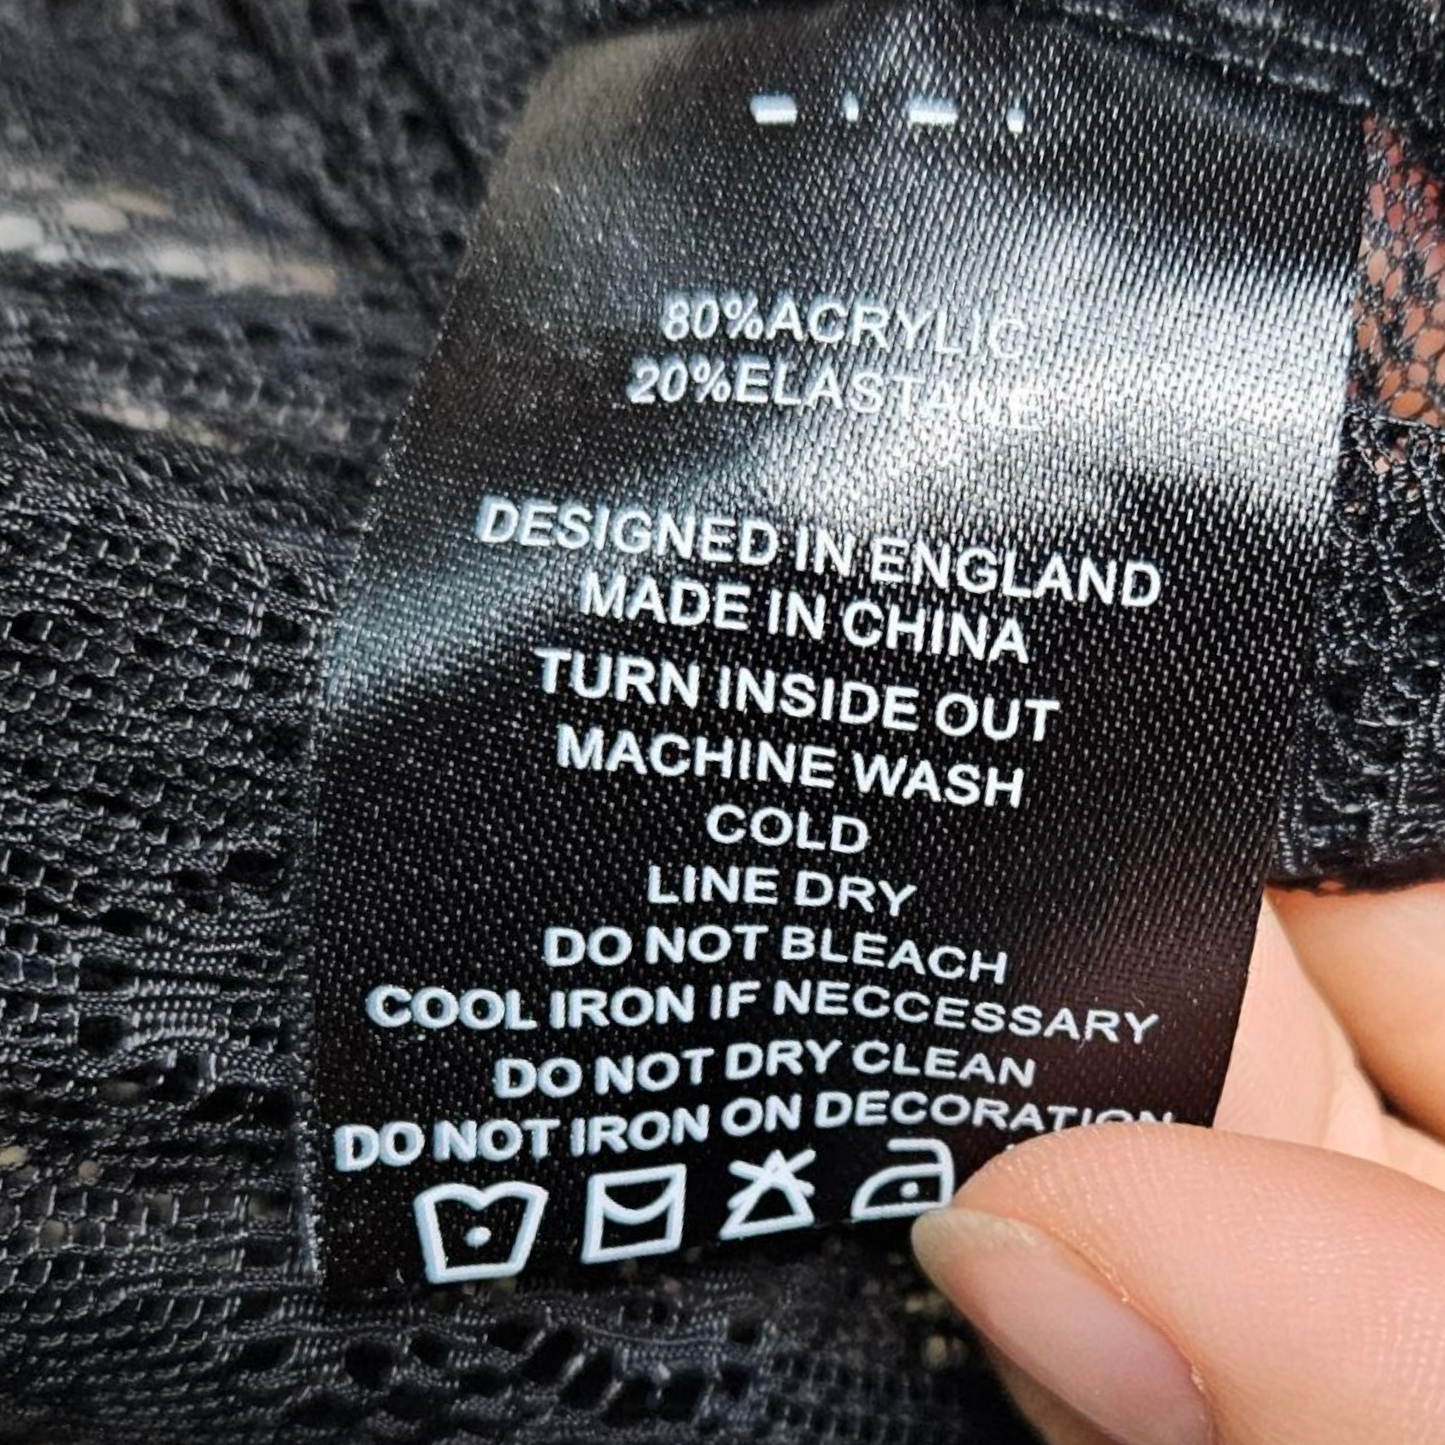 80%ACRYLIC
20%ELASTANE
DESIGNED IN ENGLAND
MADE IN CHINA
TURN INSIDE OUT
MACHINE WASH
COLD
LINE DRY
DO NOT BLEACH
COOL IRON IF NECCESSARY
DO NOT DRY CLEAN
DO NOT IRON ON DECORATION